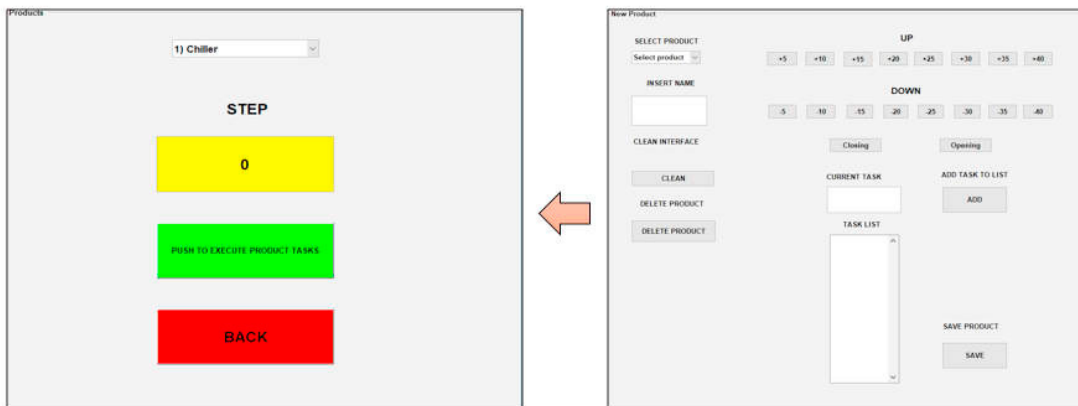 Products
1) Chiller
STEP
0
PUSH TO EXECUTE PRODUCT TASKS
BACK
New Product
SELECT PRODUCT
Select product
INSERT NAME
CLEAN INTERFACE
CLEAN
DELETE PRODUCT
DELETE PRODUCT
UP
+5 +10 +15 +20 +25 +30 +35 +40
DOWN
-5 -10 -15 -20 -25 -30 -35 -40
Closing Opening
CURRENT TASK
ADD TASK TO LIST
ADD
TASK LIST
SAVE PRODUCT
SAVE